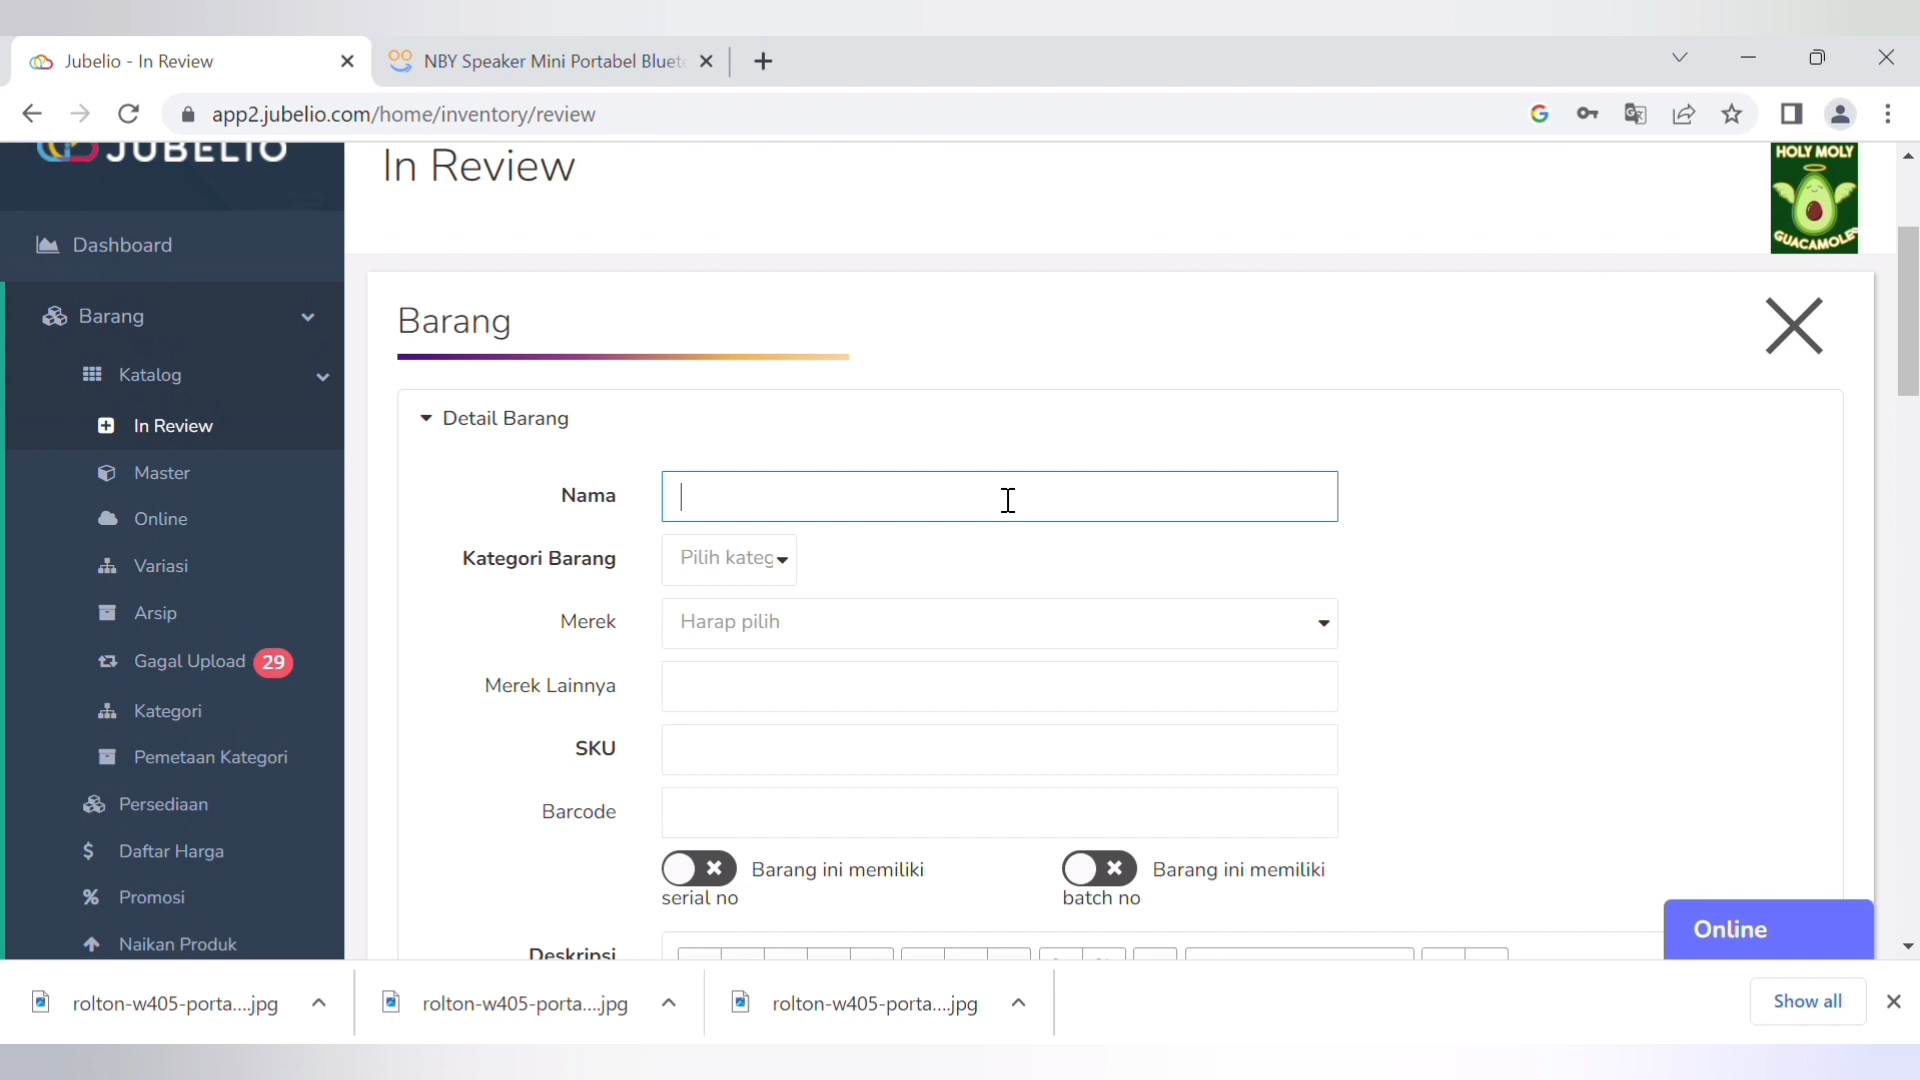 Jubelio - In Review
NBY Speaker Mini Portabel Bluet
app2.jubelio.com/home/inventory/review
JUBELIO
In Review
HOLY MOLY
GUACAMOLES
Dashboard
Barang
Katalog
In Review
Master
Online
Variasi
Arsip
Gagal Upload 29
Kategori
Pemetaan Kategori
Persediaan
Daftar Harga
Promosi
Naikan Produk
Barang
Detail Barang
Nama
Kategori Barang Pilih kateg
Merek Harap pilih
Merek Lainnya
SKU
Barcode
Barang ini memiliki serial no
Barang ini memiliki batch no
Deskripsi
Online
rolton-w405-porta....jpg
rolton-w405-porta....jpg
rolton-w405-porta....jpg
Show all